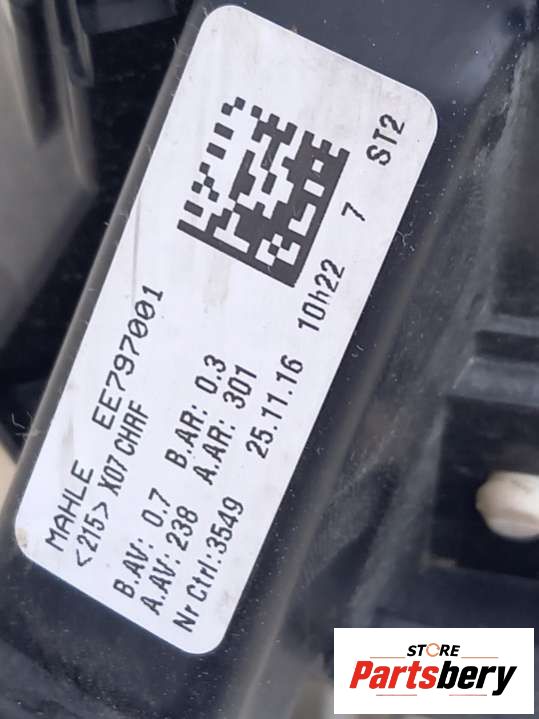 MAHLE EE797001
<215> X07 CHRF
B.AV: 0.7 B.AR: 0.3
A.AV: 238 A.AR: 301
Nr Ctrl:3549 25.11.16 10h22 7 ST2
STORE
Partsbery